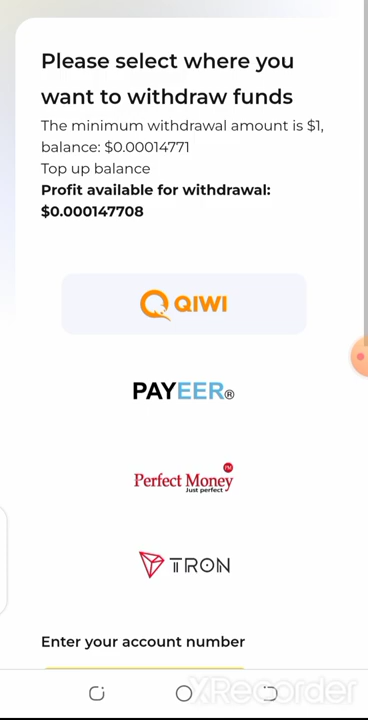 Please select where you
want to withdraw funds
The minimum withdrawal amount is $1,
balance: $0.00014771
Top up balance
Profit available for withdrawal:
$0.000147708
QIWI
PAYEER®
PM
Perfect Money
Just perfect
TRON
Enter your account number
XRecorder